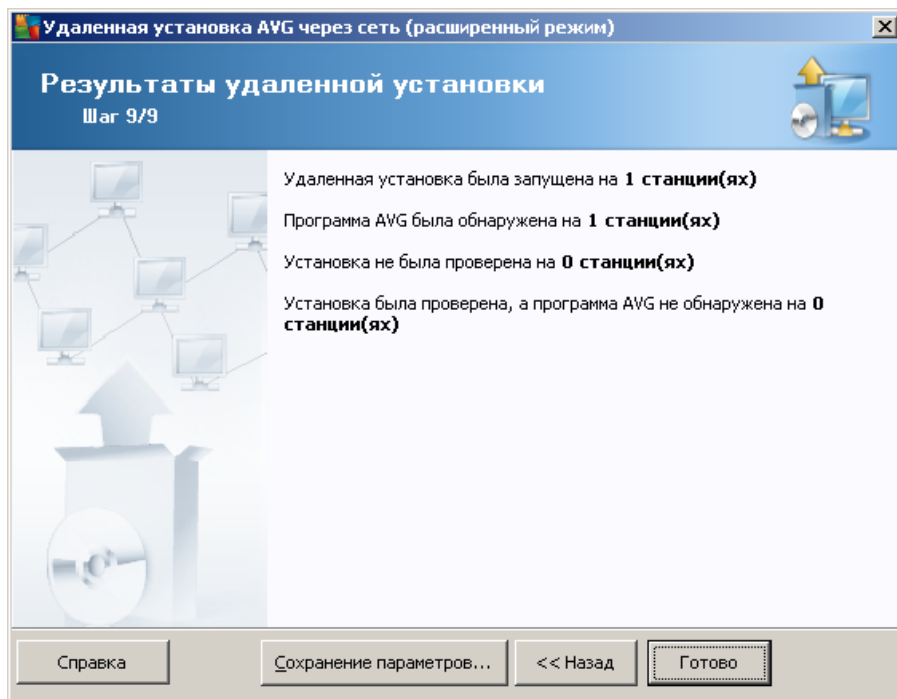 Удаленная установка AVG через сеть (расширенный режим)
Результаты удаленной установки
Шаг 9/9
Удаленная установка была запущена на 1 станции(ях)
Программа AVG была обнаружена на 1 станции(ях)
Установка не была проверена на 0 станции(ях)
Установка была проверена, а программа AVG не обнаружена на 0
станции(ях)
Справка
Сохранение параметров...
<< Назад
Готово